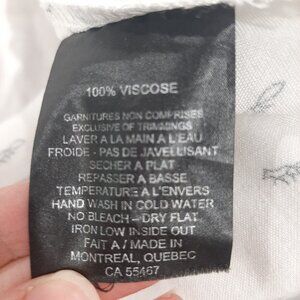 100% VISCOSE
GARNITURES NON COMPRISES
EXCLUSIVE OF TRIMMINGS
LAVER A LA MAIN A L'EAU
FROIDE - PAS DE JAVELLISANT
SECHER A PLAT
REPASSER A BASSE
TEMPERATURE A L'ENVERS
HAND WASH IN COLD WATER
NO BLEACH - DRY FLAT
IRON LOW INSIDE OUT
FAIT A / MADE IN
MONTREAL, QUEBEC
CA 55467